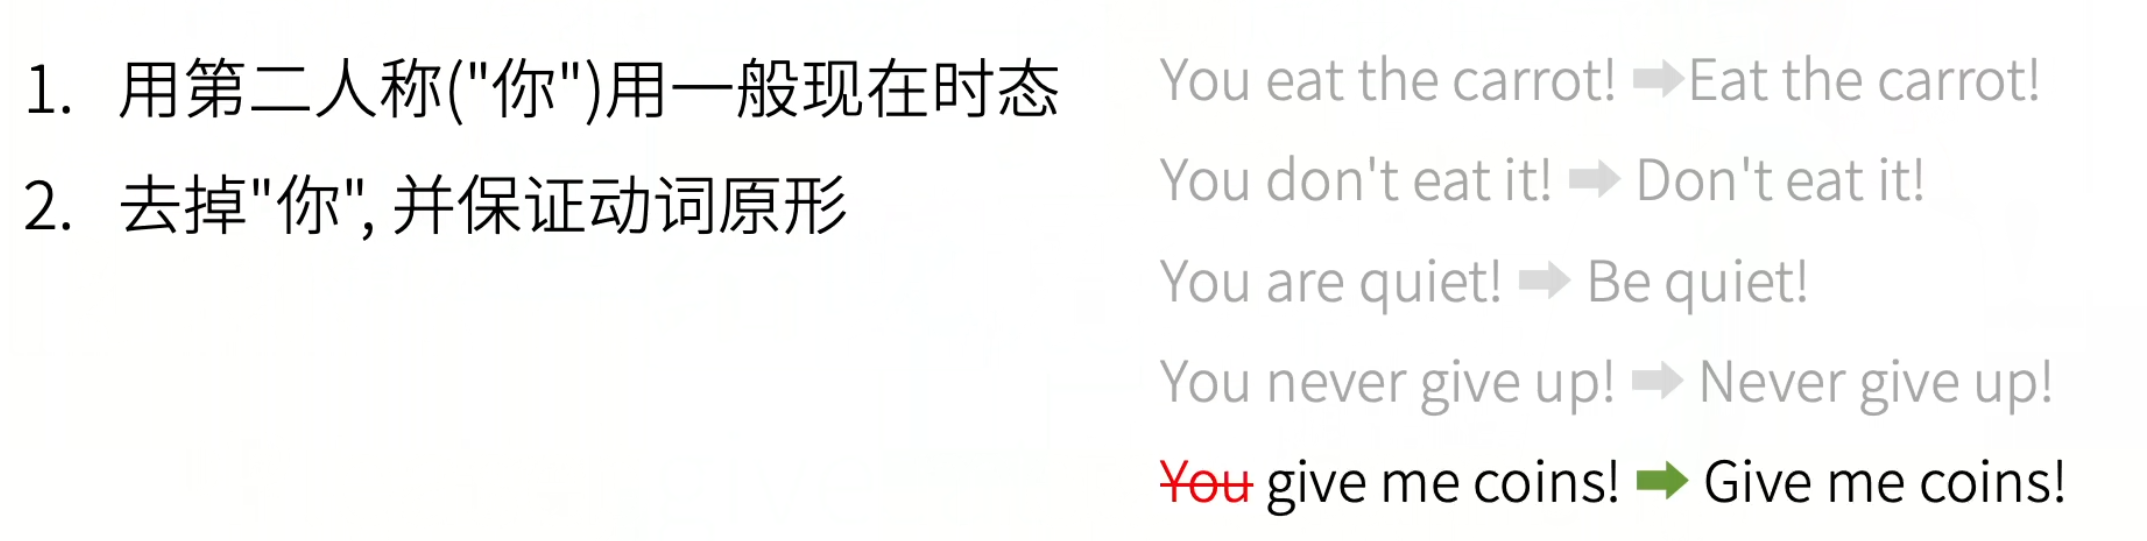 1. 用第二人称("你")用一般现在时态
2. 去掉"你", 并保证动词原形
You eat the carrot! ➡ Eat the carrot!
You don't eat it! ➡ Don't eat it!
You are quiet! ➡ Be quiet!
You never give up! ➡ Never give up!
You give me coins! ➡ Give me coins!